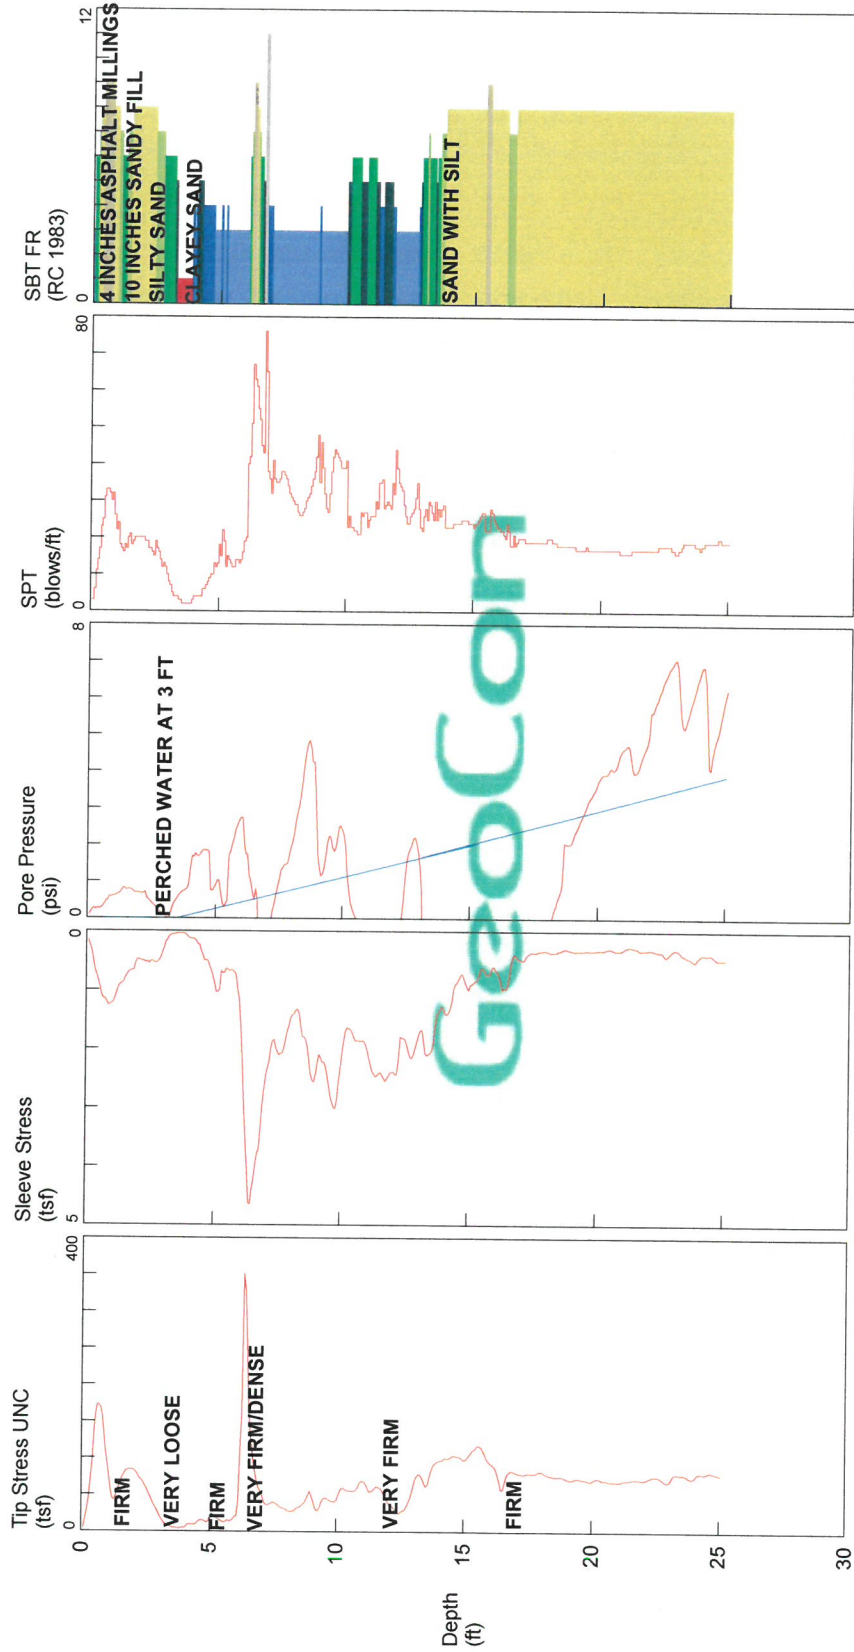 Tip Stress UNC
(tsf)
0
400
Sleeve Stress
(tsf)
5
0
Pore Pressure
(psi)
0
8
SPT
(blows/ft)
0
80
SBT FR
(RC 1983)
0
12
FIRM
VERY LOOSE
FIRM
VERY FIRM/DENSE
VERY FIRM
FIRM
PERCHED WATER AT 3 FT
4 INCHES ASPHALT MILLINGS
10 INCHES SANDY FILL
SILTY SAND
CLAYEY SAND
SAND WITH SILT
GeoCon
Depth
(ft)
0
5
10
15
20
25
30